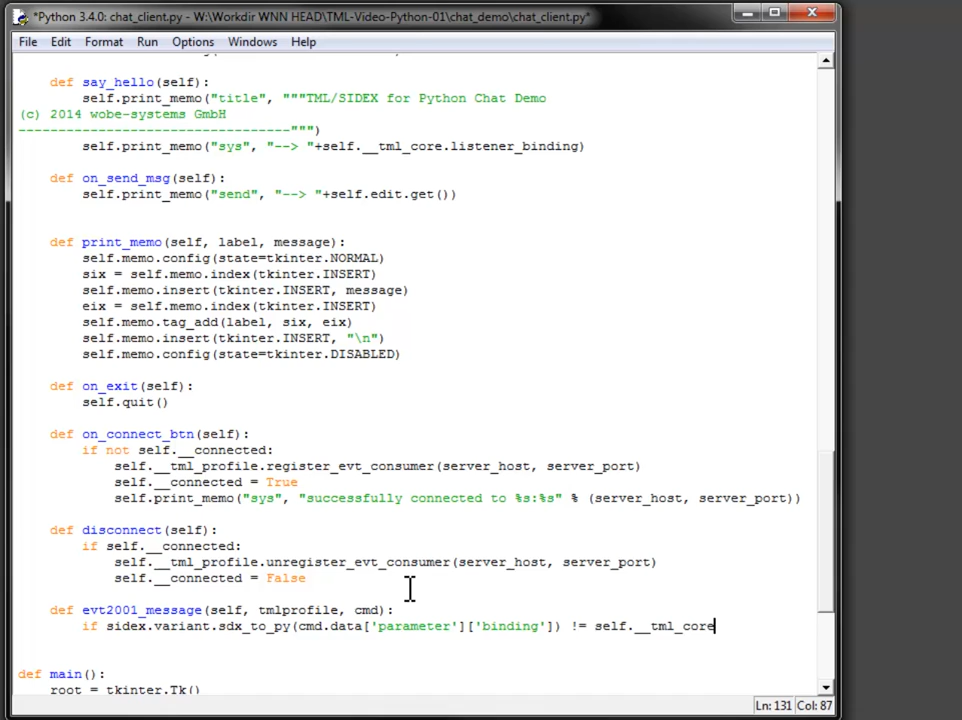 *Python 3.4.0: chat_client.py - W:\Workdir WNN HEAD\TML-Video-Python-01\chat_demo\chat_client.py*
File Edit Format Run Options Windows Help
def say_hello(self):
self.print_memo("title", """TML/SIDEX for Python Chat Demo
(c) 2014 wobe-systems GmbH
----------------------------------""")
self.print_memo("sys", "--> "+self.__tml_core.listener_binding)
def on_send_msg(self):
self.print_memo("send", "--> "+self.edit.get())
def print_memo(self, label, message):
self.memo.config(state=tkinter.NORMAL)
six = self.memo.index(tkinter.INSERT)
self.memo.insert(tkinter.INSERT, message)
eix = self.memo.index(tkinter.INSERT)
self.memo.tag_add(label, six, eix)
self.memo.insert(tkinter.INSERT, "\n")
self.memo.config(state=tkinter.DISABLED)
def on_exit(self):
self.quit()
def on_connect_btn(self):
if not self.__connected:
self.__tml_profile.register_evt_consumer(server_host, server_port)
self.__connected = True
self.print_memo("sys", "successfully connected to %s:%s" % (server_host, server_port))
def disconnect(self):
if self.__connected:
self.__tml_profile.unregister_evt_consumer(server_host, server_port)
self.__connected = False
def evt2001_message(self, tmlprofile, cmd):
if sidex.variant.sdx_to_py(cmd.data['parameter']['binding']) != self.__tml_core
def main():
root = tkinter.Tk()
Ln: 131 Col: 87